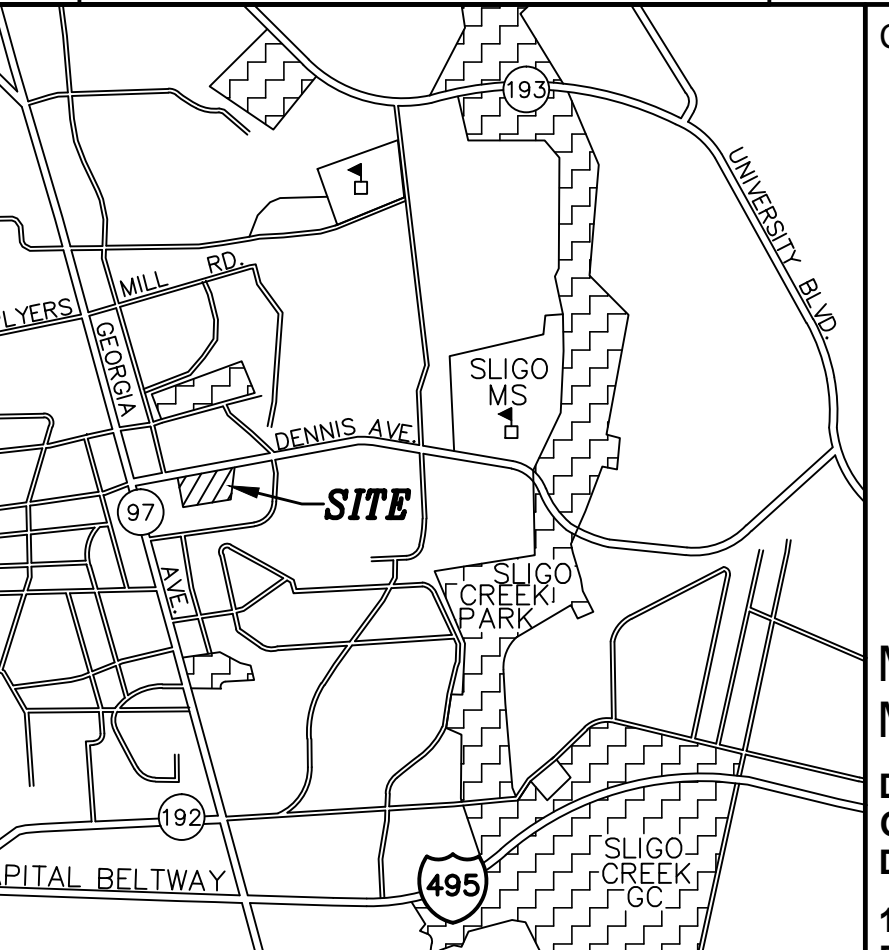 193
UNIVERSITY BLVD.
MILL RD.
LYERS
GEORGIA
SLIGO
MS
DENNIS AVE.
SITE
97
AVE.
SLIGO
CREEK
PARK
192
SLIGO
CREEK
GC
APITAL BELTWAY
495